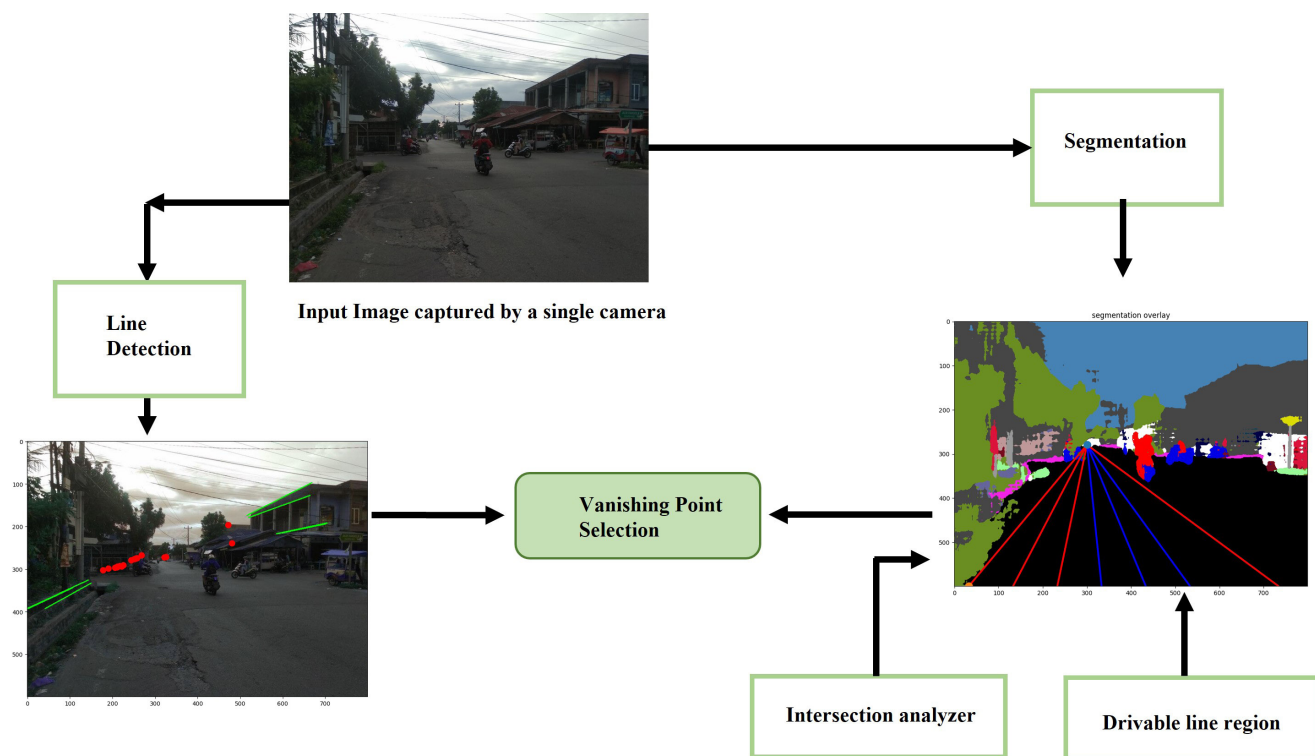 Segmentation
Input Image captured by a single camera
Line
Detection
segmentation overlay
0
100
200
300
400
500
0 100 200 300 400 500 600 700
Vanishing Point
Selection
0
100
200
300
400
500
0 100 200 300 400 500 600 700
Intersection analyzer
Drivable line region